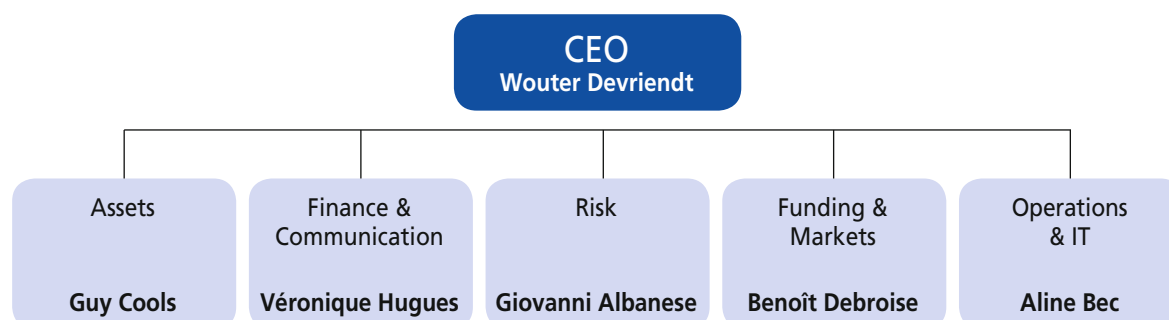 CEO
Wouter Devriendt
Assets
Guy Cools
Finance &
Communication
Véronique Hugues
Risk
Giovanni Albanese
Funding &
Markets
Benoît Debroise
Operations
& IT
Aline Bec